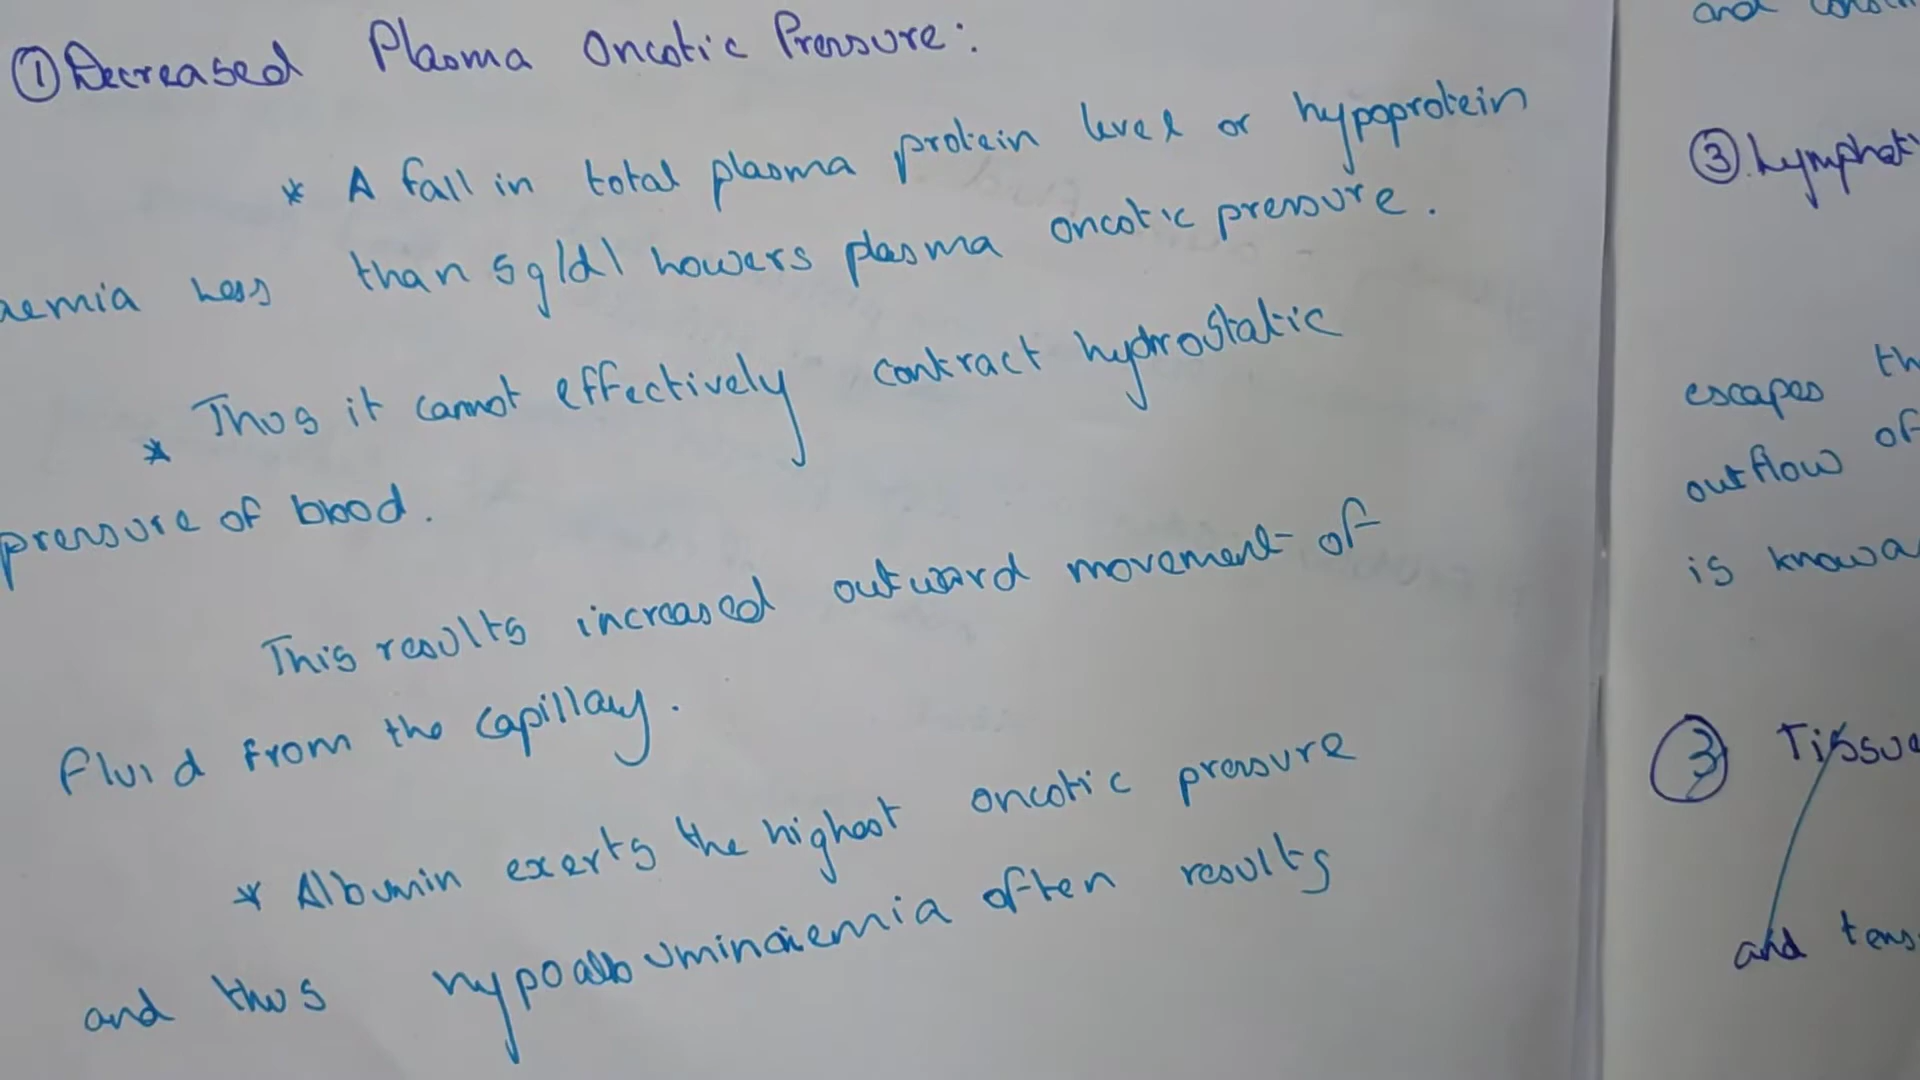 ① Decreased Plasma Oncotic Pressure:
* A fall in total plasma protein level or hypoprotein
aemia less than 5g/dl lowers plasma oncotic pressure.
* Thus it cannot effectively contract hydrostatic
pressure of blood.
This results increased outward movement of
fluid from the capillary.
* Albumin exerts the highest oncotic pressure
and thus hypoalbuminaemia often results
and
③. Lymphat
escapes th
outflow of
is known
③ Tissue
and tens